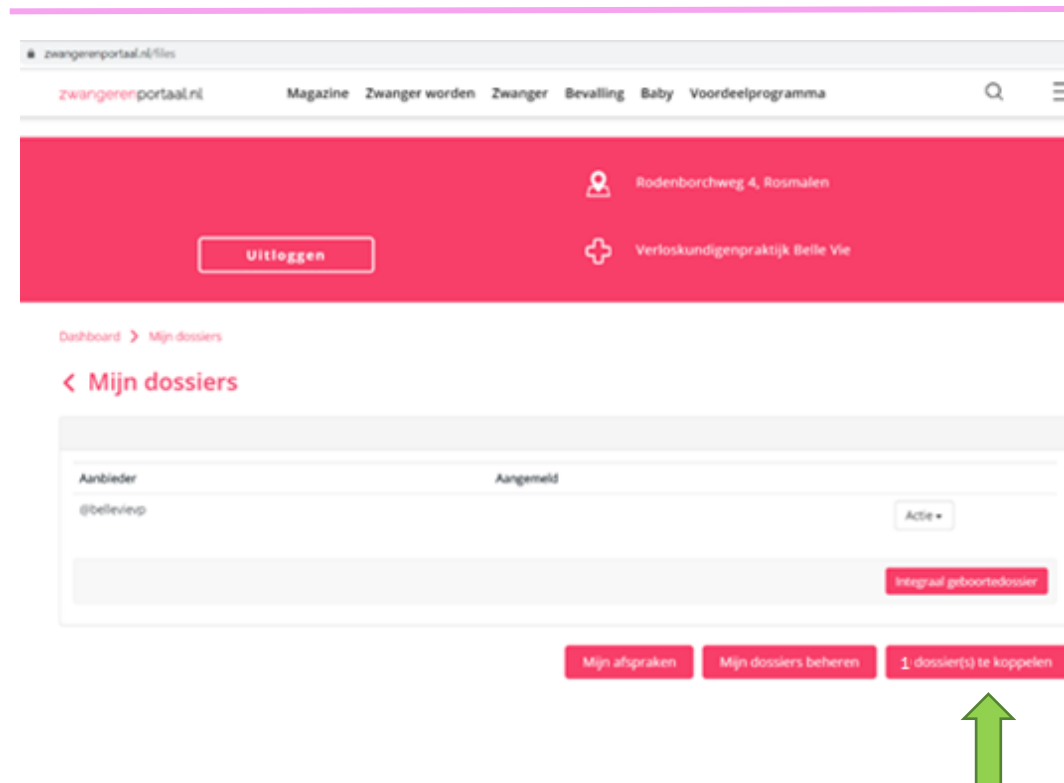 zwangerenportaal.nl/files
zwangerenportaal.nl Magazine Zwanger worden Zwanger Bevalling Baby Voordeelprogramma
Rodenborchweg 4, Rosmalen
Uitloggen
Verloskundigenpraktijk Belle Vie
Dashboard > Mijn dossiers
< Mijn dossiers
Aanbieder Aangemeld
@bellevievp
Actie
Integraal geboortedossier
Mijn afspraken Mijn dossiers beheren 1 dossier(s) te koppelen